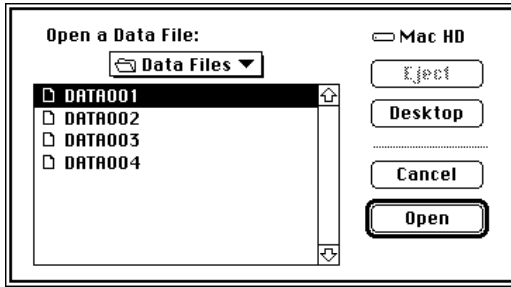 Open a Data File:
Data Files
DATA001
DATA002
DATA003
DATA004
Mac HD
Eject
Desktop
Cancel
Open